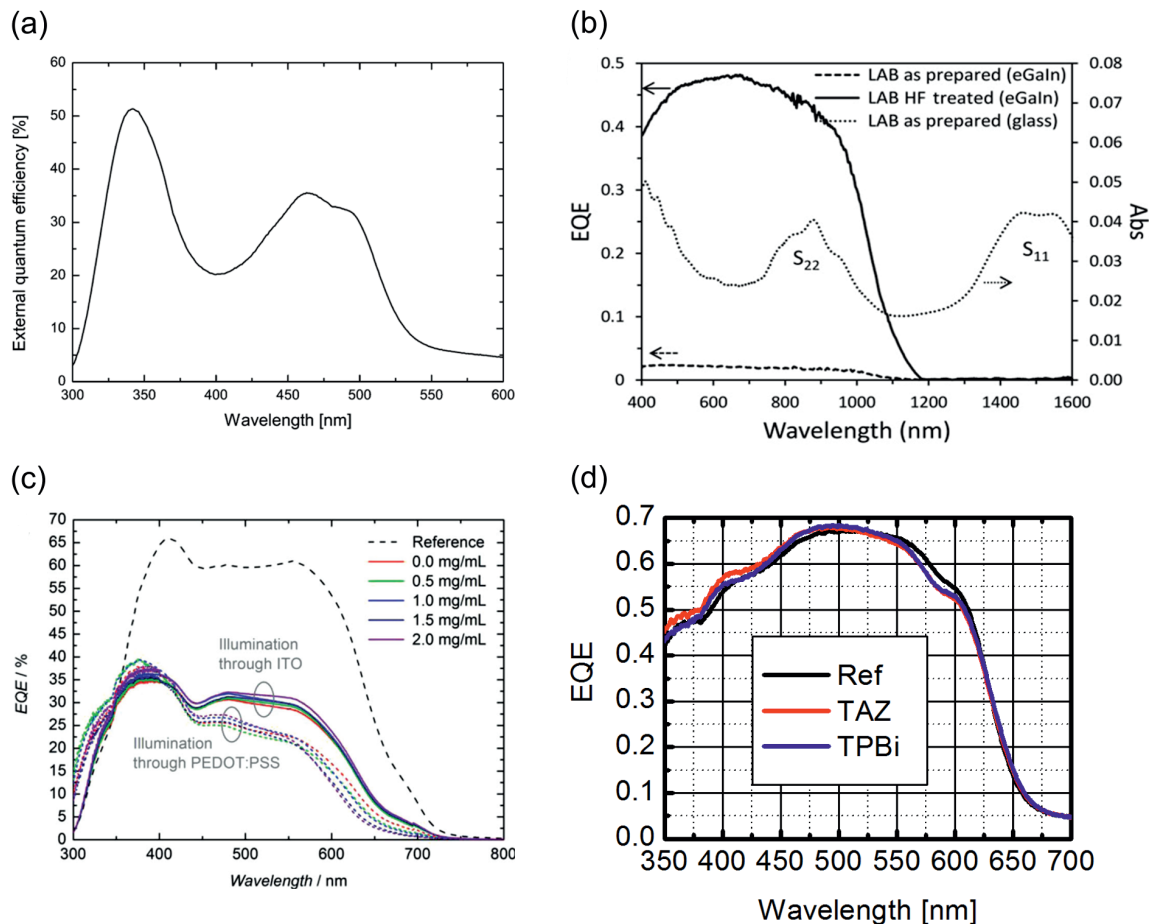 (a)
60
50
40
30
20
10
0
External quantum efficiency [%]
300 350 400 450 500 550 600
Wavelength [nm]
(b)
0.5
0.4
0.3
0.2
0.1
0
EQE
LAB as prepared (eGaIn)
LAB HF treated (eGaIn)
LAB as prepared (glass)
S22
S11
0.08
0.07
0.06
0.05
0.04
0.03
0.02
0.01
0.00
Abs
400 600 800 1000 1200 1400 1600
Wavelength (nm)
(c)
70
65
60
55
50
45
40
35
30
25
20
15
10
5
0
EQE / %
Reference
0.0 mg/mL
0.5 mg/mL
1.0 mg/mL
1.5 mg/mL
2.0 mg/mL
Illumination
through ITO
Illumination
through PEDOT:PSS
300 400 500 600 700 800
Wavelength / nm
(d)
0.7
0.6
0.5
0.4
0.3
0.2
0.1
0.0
EQE
Ref
TAZ
TPBi
350 400 450 500 550 600 650 700
Wavelength [nm]